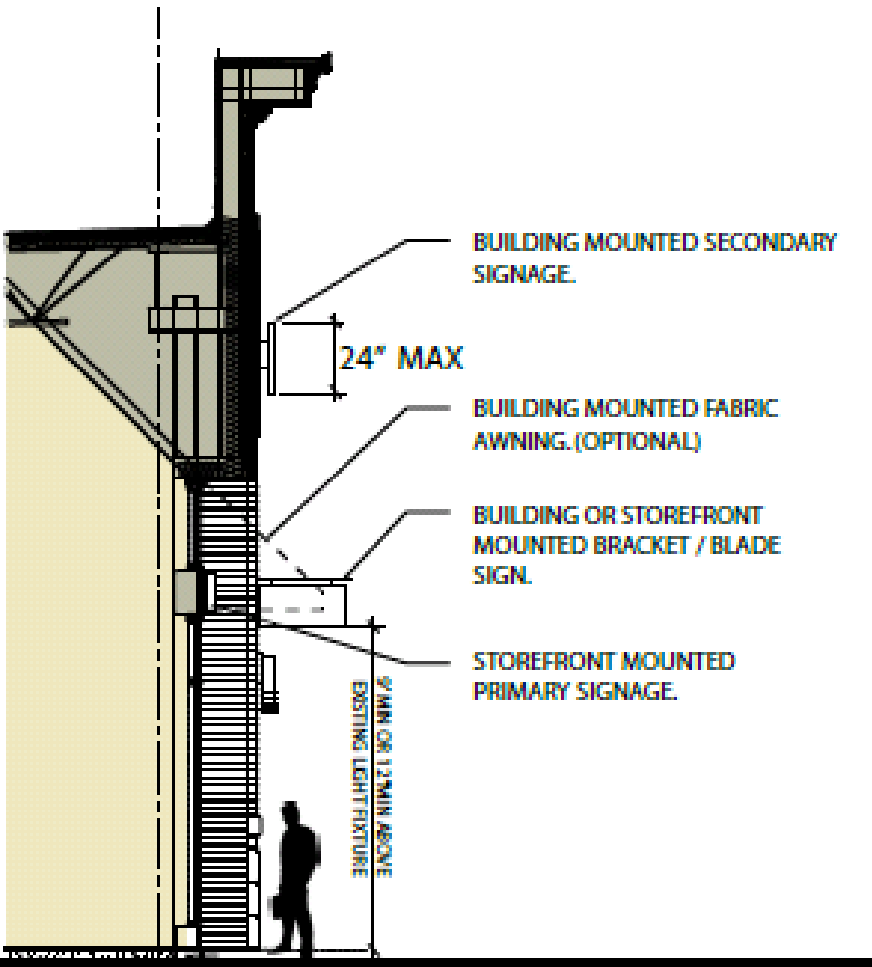 BUILDING MOUNTED SECONDARY
SIGNAGE.
24" MAX
BUILDING MOUNTED FABRIC
AWNING. (OPTIONAL)
BUILDING OR STOREFRONT
MOUNTED BRACKET / BLADE
SIGN.
STOREFRONT MOUNTED
PRIMARY SIGNAGE.
9' MIN OR 12" MIN ABOVE
EXISTING LIGHT FIXTURE